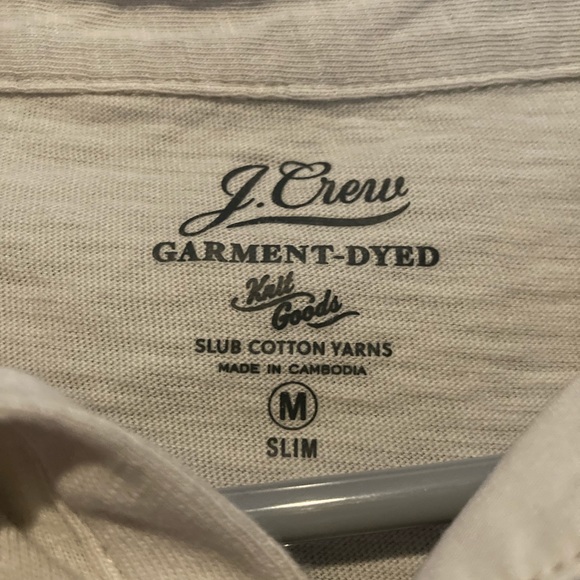 J.Crew
GARMENT-DYED
Knit
Goods
SLUB COTTON YARNS
MADE IN CAMBODIA
M
SLIM